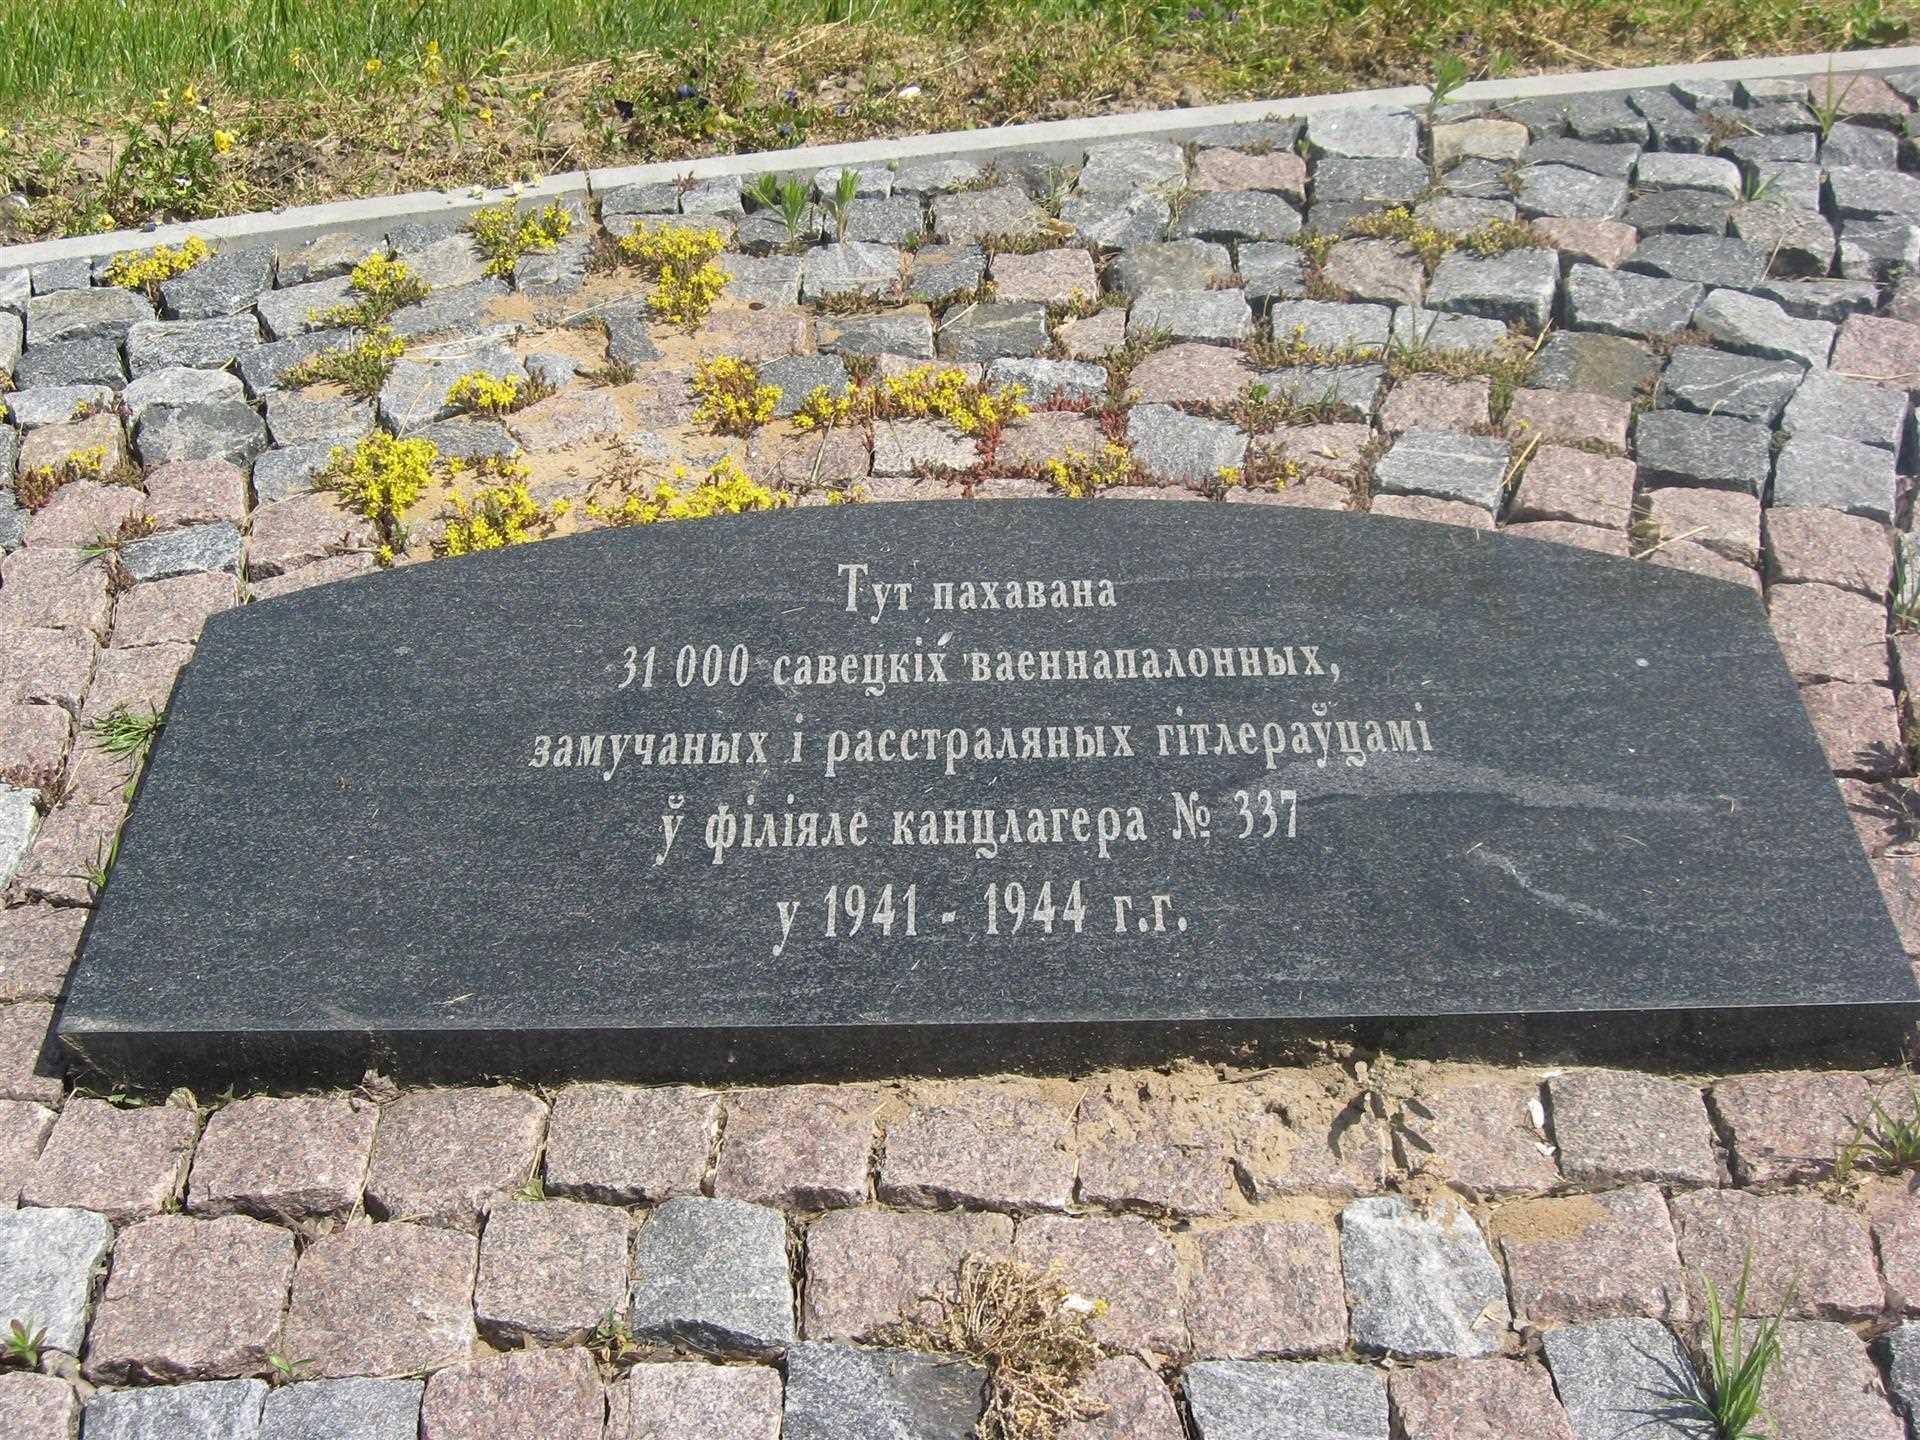 Тут пахавана
31 000 савецкіх ваеннапалонных,
замучаных і расстраляных гітлераўцамі
ў філіяле канцлагера № 337
у 1941 - 1944 г.г.